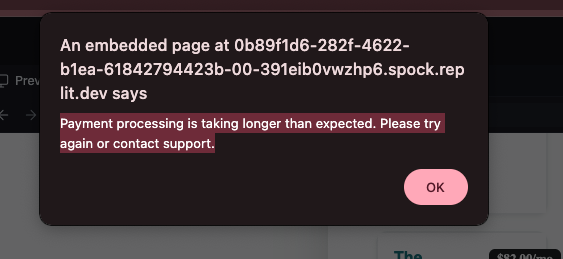 An embedded page at 0b89f1d6-282f-4622-
b1ea-61842794423b-00-391eib0vwzhp6.spock.rep
lit.dev says
Prev
Payment processing is taking longer than expected. Please try
again or contact support.
OK
The
$82.00/mo